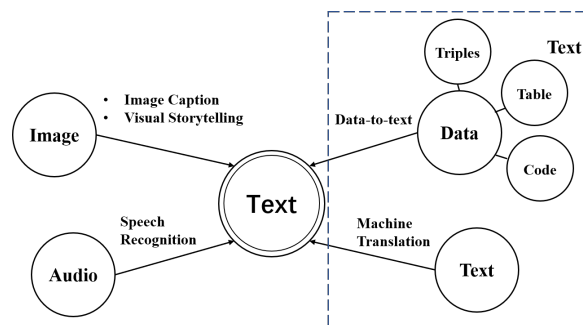 Triples
Text
• Image Caption
• Visual Storytelling
Table
Image
Data-to-text
Data
Code
Text
Speech
Recognition
Machine
Translation
Audio
Text